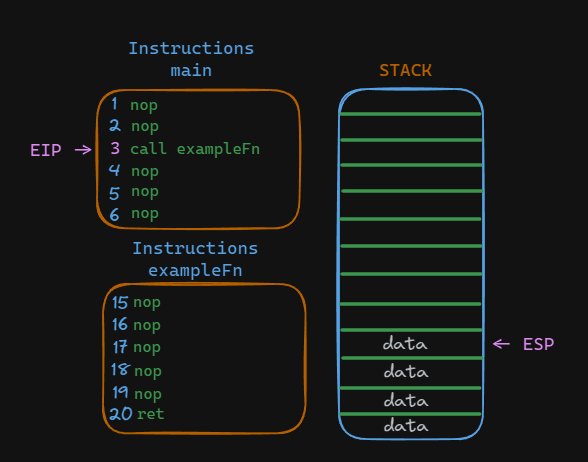 Instructions
main
1 nop
2 nop
EIP → 3 call exampleFn
4 nop
5 nop
6 nop
Instructions
exampleFn
15 nop
16 nop
17 nop
18 nop
19 nop
20 ret
STACK
data ← ESP
data
data
data